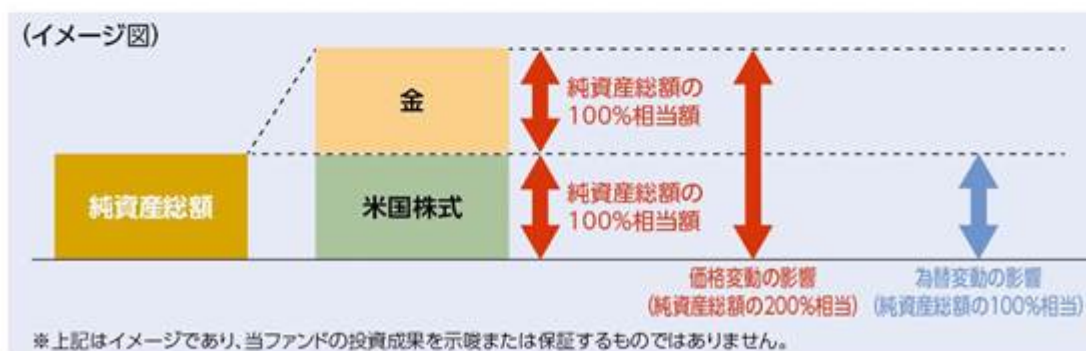 (イメージ図)
金
純資産総額の
100%相当額
純資産総額
米国株式
純資産総額の
100%相当額
価格変動の影響
(純資産総額の200%相当)
為替変動の影響
(純資産総額の100%相当)
※上記はイメージであり、当ファンドの投資成果を示唆または保証するものではありません。